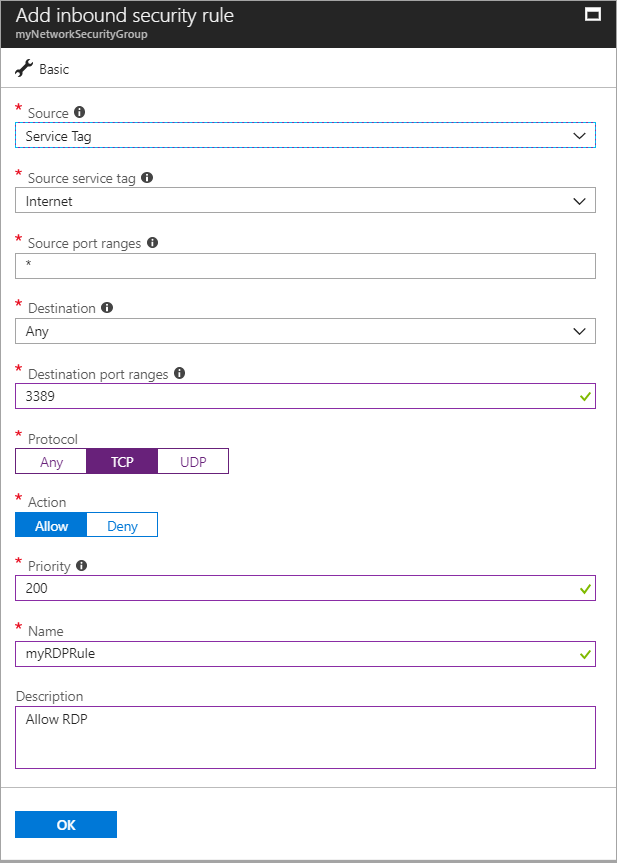 Add inbound security rule
myNetworkSecurityGroup
Basic
* Source
Service Tag
* Source service tag
Internet
* Source port ranges
*
* Destination
Any
* Destination port ranges
3389
* Protocol
Any TCP UDP
* Action
Allow Deny
* Priority
200
* Name
myRDPRule
Description
Allow RDP
OK